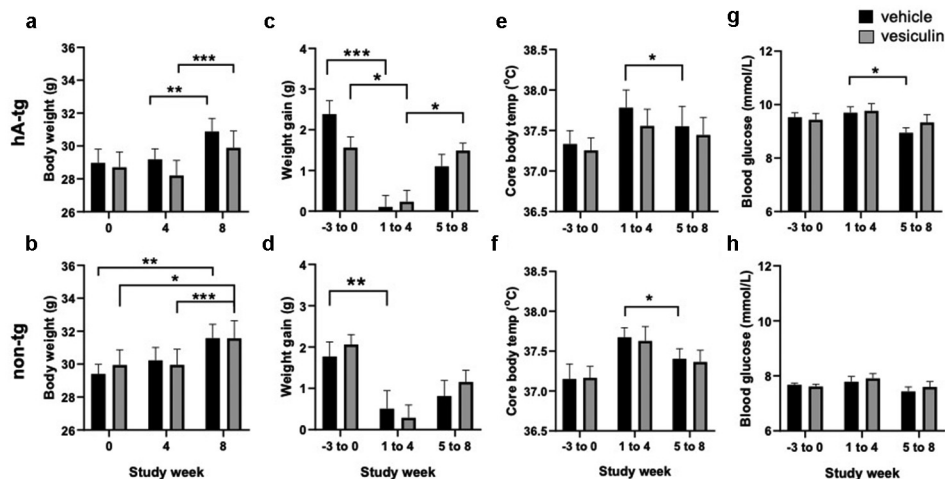 a
c
e
g
vehicle
vesiculin
hA-tg
Body weight (g)
36
34
32
30
28
26
0
4
8
**
***
Weight gain (g)
4
3
2
1
0
-3 to 0
1 to 4
5 to 8
***
*
*
Core body temp (°C)
38.5
38.0
37.5
37.0
36.5
-3 to 0
1 to 4
5 to 8
*
Blood glucose (mmol/L)
12
10
8
6
-3 to 0
1 to 4
5 to 8
*
b
d
f
h
non-tg
Body weight (g)
36
34
32
30
28
26
0
4
8
Study week
**
*
***
Weight gain (g)
4
3
2
1
0
-3 to 0
1 to 4
5 to 8
Study week
**
Core body temp (°C)
38.5
38.0
37.5
37.0
36.5
-3 to 0
1 to 4
5 to 8
Study week
*
Blood glucose (mmol/L)
12
10
8
6
-3 to 0
1 to 4
5 to 8
Study week